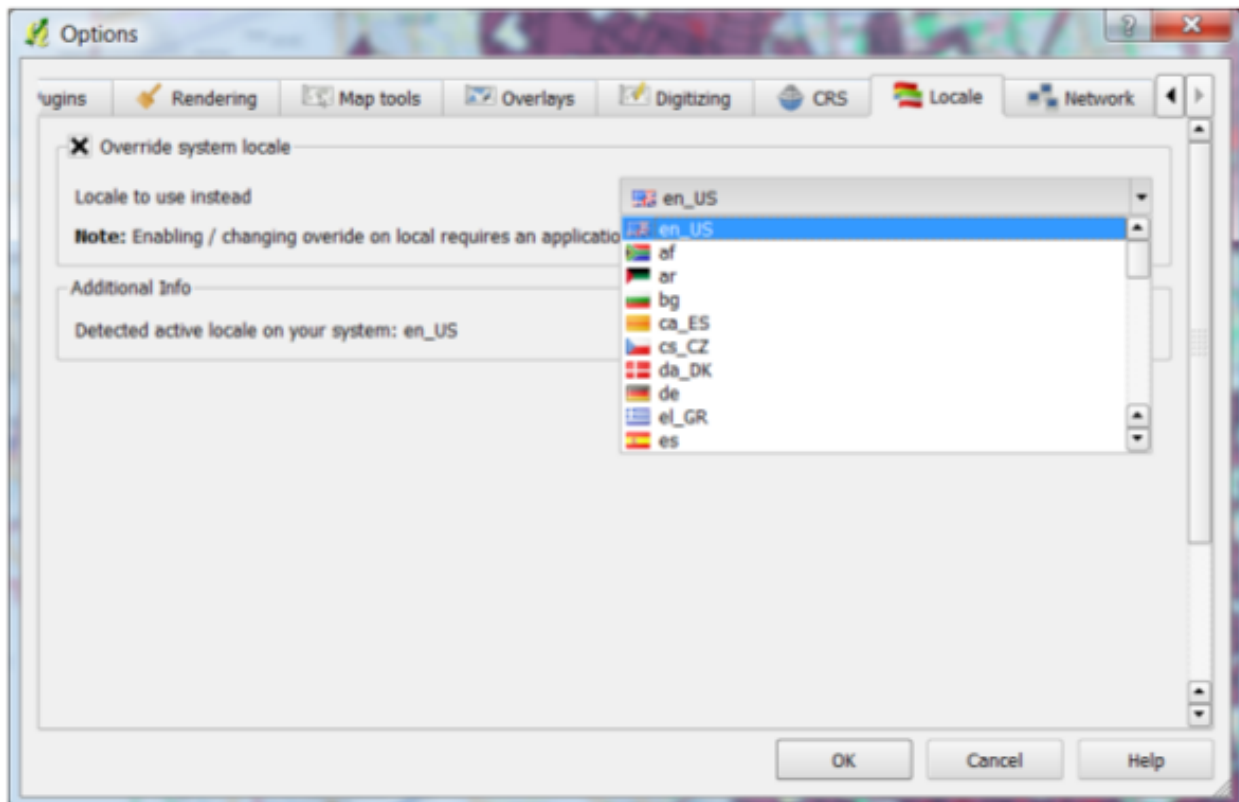 Options
ugins Rendering Map tools Overlays Digitizing CRS Locale Network
Override system locale
Locale to use instead en_US
Note: Enabling / changing overide on local requires an applicatio
en_US
af
ar
bg
ca_ES
cs_CZ
da_DK
de
el_GR
es
Additional Info
Detected active locale on your system: en_US
OK Cancel Help